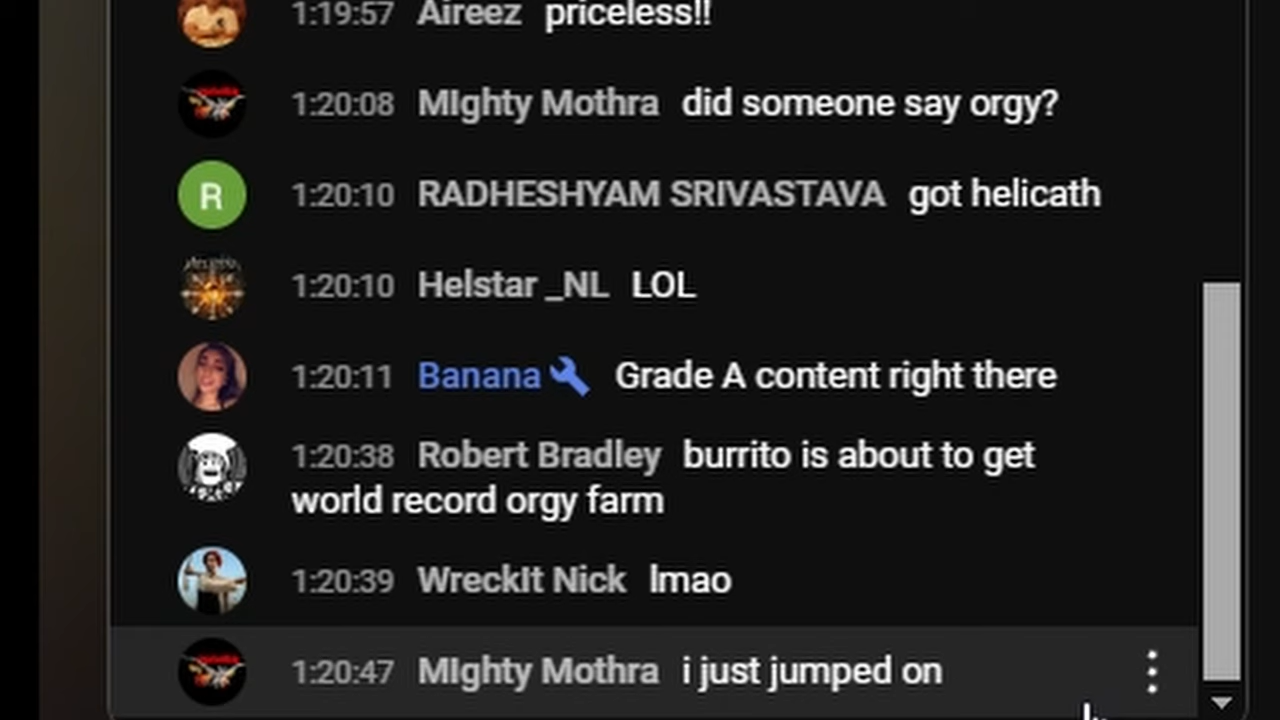 1:19:57 Aireez priceless!!
1:20:08 MIghty Mothra did someone say orgy?
R 1:20:10 RADHESHYAM SRIVASTAVA got helicath
1:20:10 Helstar _NL LOL
1:20:11 Banana Grade A content right there
1:20:38 Robert Bradley burrito is about to get
world record orgy farm
1:20:39 WreckIt Nick lmao
1:20:47 MIghty Mothra i just jumped on